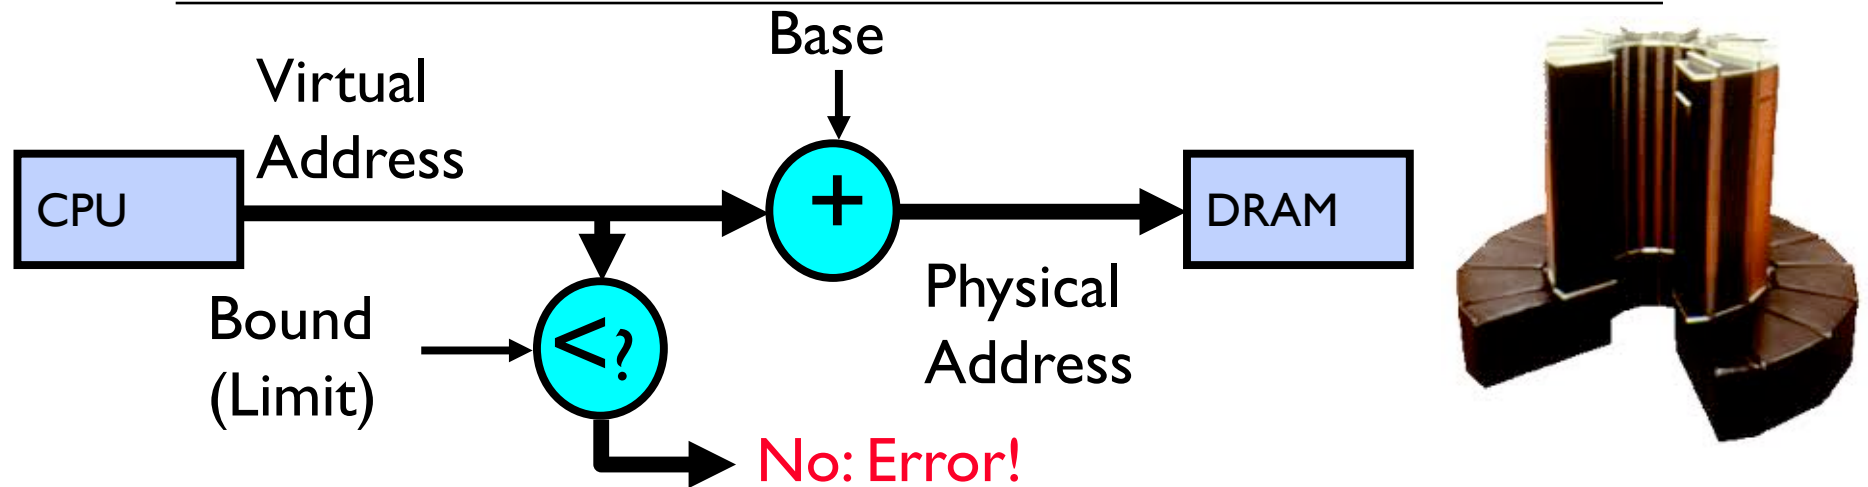 Base
Virtual
Address
CPU
+
DRAM
Bound
(Limit)
<?
Physical
Address
No: Error!